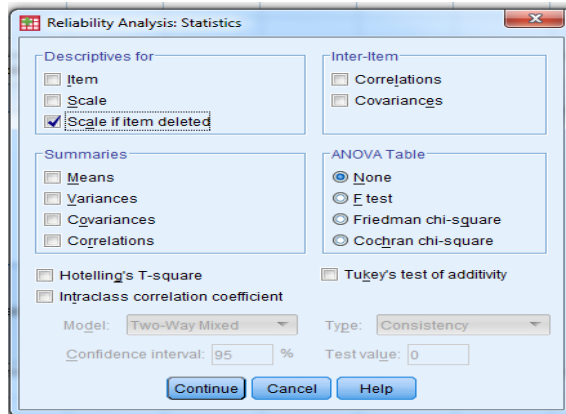 Reliability Analysis: Statistics
Descriptives for
Item
Scale
Scale if item deleted
Inter-Item
Correlations
Covariances
Summaries
Means
Variances
Covariances
Correlations
ANOVA Table
None
F test
Friedman chi-square
Cochran chi-square
Hotelling's T-square
Tukey's test of additivity
Intraclass correlation coefficient
Model: Two-Way Mixed Type: Consistency
Confidence interval: 95 % Test value: 0
Continue Cancel Help